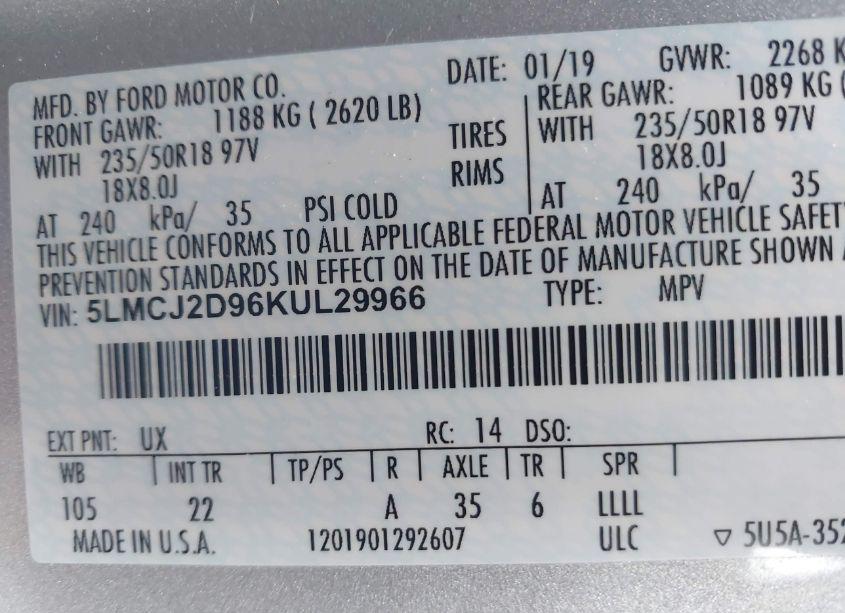 MFD. BY FORD MOTOR CO.
DATE: 01/19 GVWR: 2268 K
FRONT GAWR: 1188 KG ( 2620 LB)
REAR GAWR: 1089 KG (
WITH 235/50R18 97V
TIRES
WITH 235/50R18 97V
18X8.0J
RIMS
18X8.0J
AT 240 kPa/ 35 PSI COLD
AT 240 kPa/ 35
THIS VEHICLE CONFORMS TO ALL APPLICABLE FEDERAL MOTOR VEHICLE SAFETY
PREVENTION STANDARDS IN EFFECT ON THE DATE OF MANUFACTURE SHOWN
VIN: 5LMCJ2D96KUL29966 TYPE: MPV
EXT PNT: UX RC: 14 DSO:
WB INT TR TP/PS R AXLE TR SPR
105 22 A 35 6 LLLL
MADE IN U.S.A. 1201901292607 ULC ▽ 5U5A-352